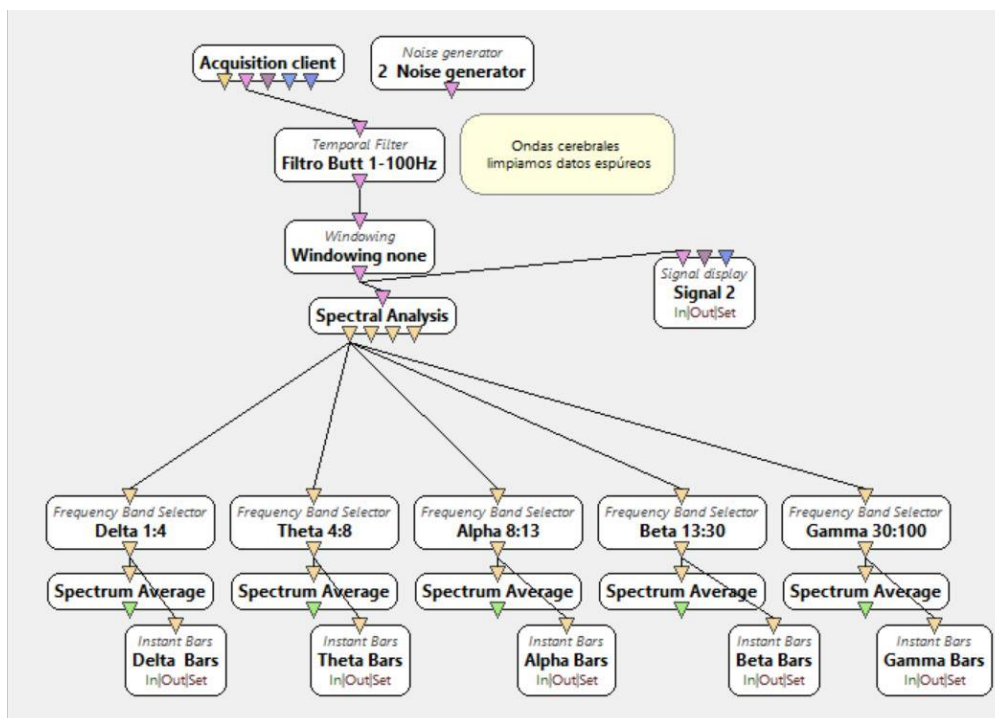 Acquisition client
Noise generator
2 Noise generator
Temporal Filter
Filtro Butt 1-100Hz
Ondas cerebrales
limpiamos datos espúreos
Windowing
Windowing none
Signal display
Signal 2
In|Out|Set
Spectral Analysis
Frequency Band Selector
Delta 1:4
Frequency Band Selector
Theta 4:8
Frequency Band Selector
Alpha 8:13
Frequency Band Selector
Beta 13:30
Frequency Band Selector
Gamma 30:100
Spectrum Average
Spectrum Average
Spectrum Average
Spectrum Average
Spectrum Average
Instant Bars
Delta Bars
In|Out|Set
Instant Bars
Theta Bars
In|Out|Set
Instant Bars
Alpha Bars
In|Out|Set
Instant Bars
Beta Bars
In|Out|Set
Instant Bars
Gamma Bars
In|Out|Set